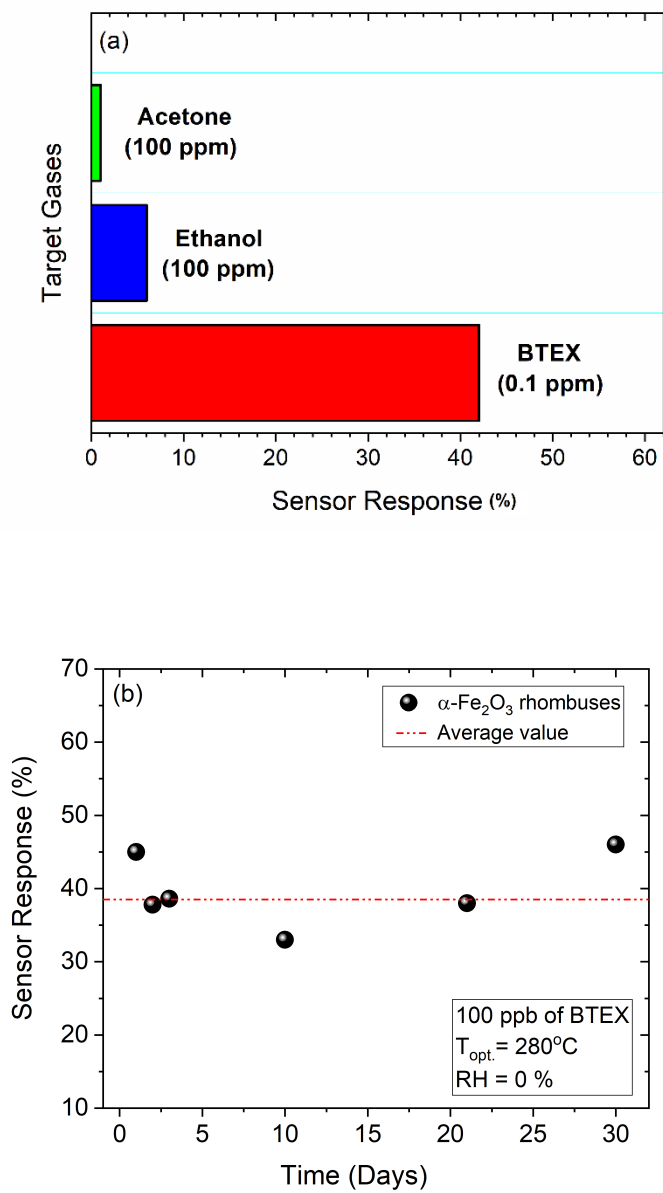 (a)
Acetone
(100 ppm)
Ethanol
(100 ppm)
BTEX
(0.1 ppm)
Target Gases
0 10 20 30 40 50 60
Sensor Response (%)
(b)
α-Fe₂O₃ rhombuses
Average value
70
60
50
40
30
20
10
Sensor Response (%)
100 ppb of BTEX
Tₒₚₜ.= 280°C
RH = 0 %
0 5 10 15 20 25 30
Time (Days)